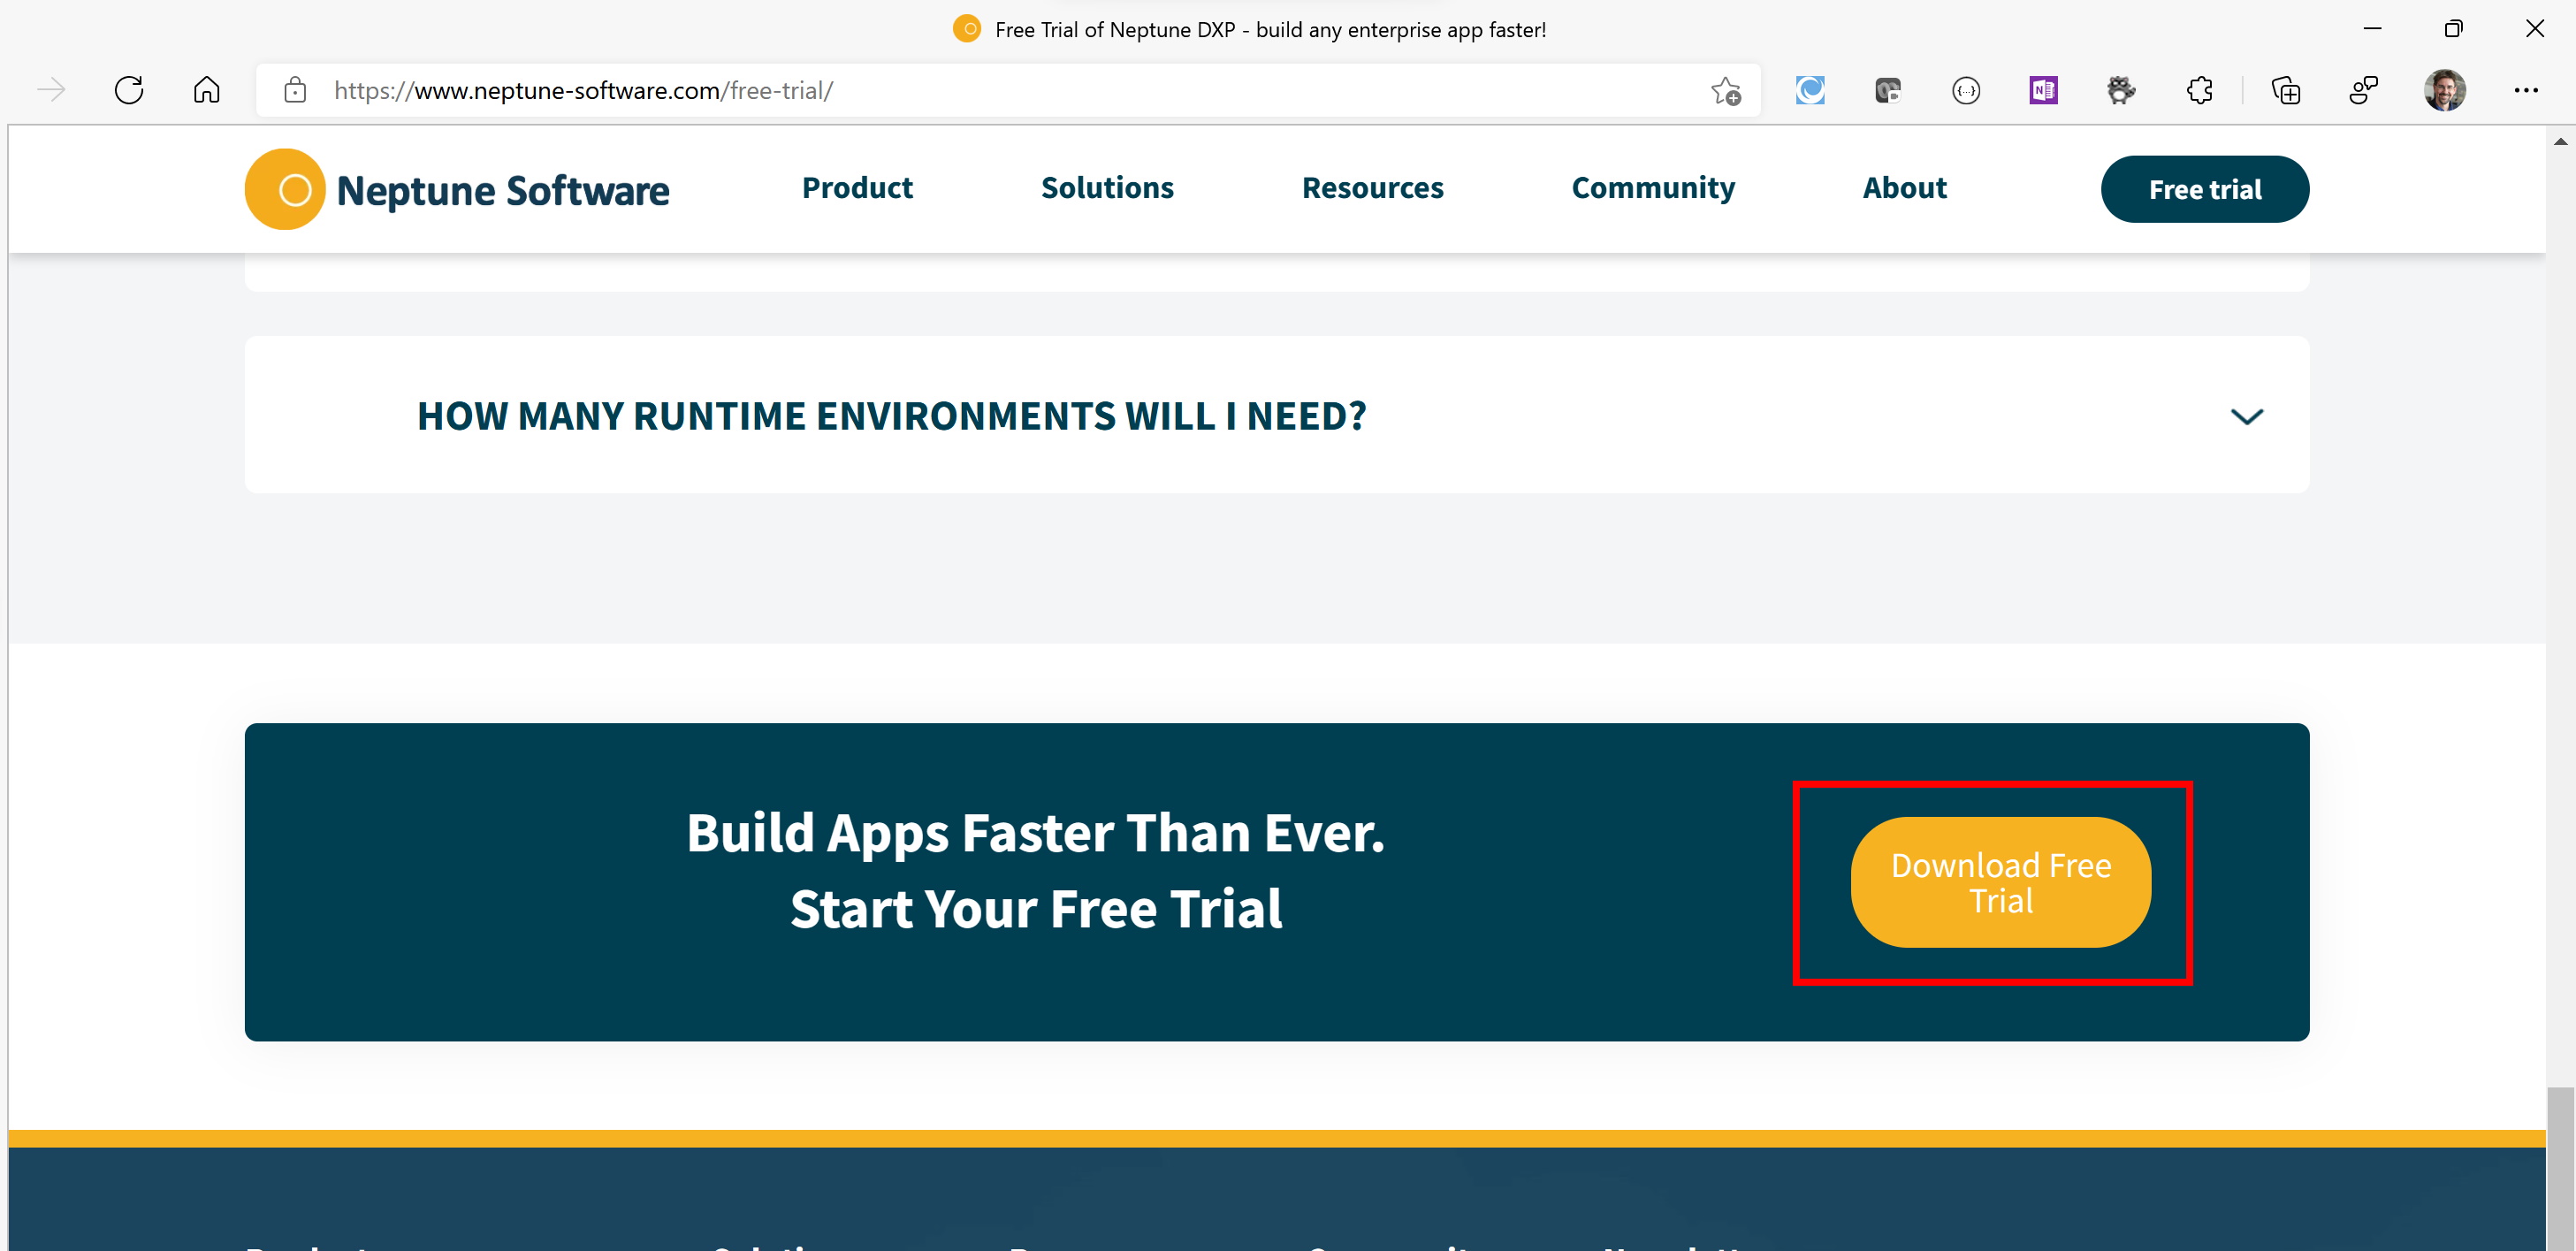 Free Trial of Neptune DXP - build any enterprise app faster!
https://www.neptune-software.com/free-trial/
Neptune Software
Product
Solutions
Resources
Community
About
Free trial
HOW MANY RUNTIME ENVIRONMENTS WILL I NEED?
Build Apps Faster Than Ever.
Start Your Free Trial
Download Free
Trial